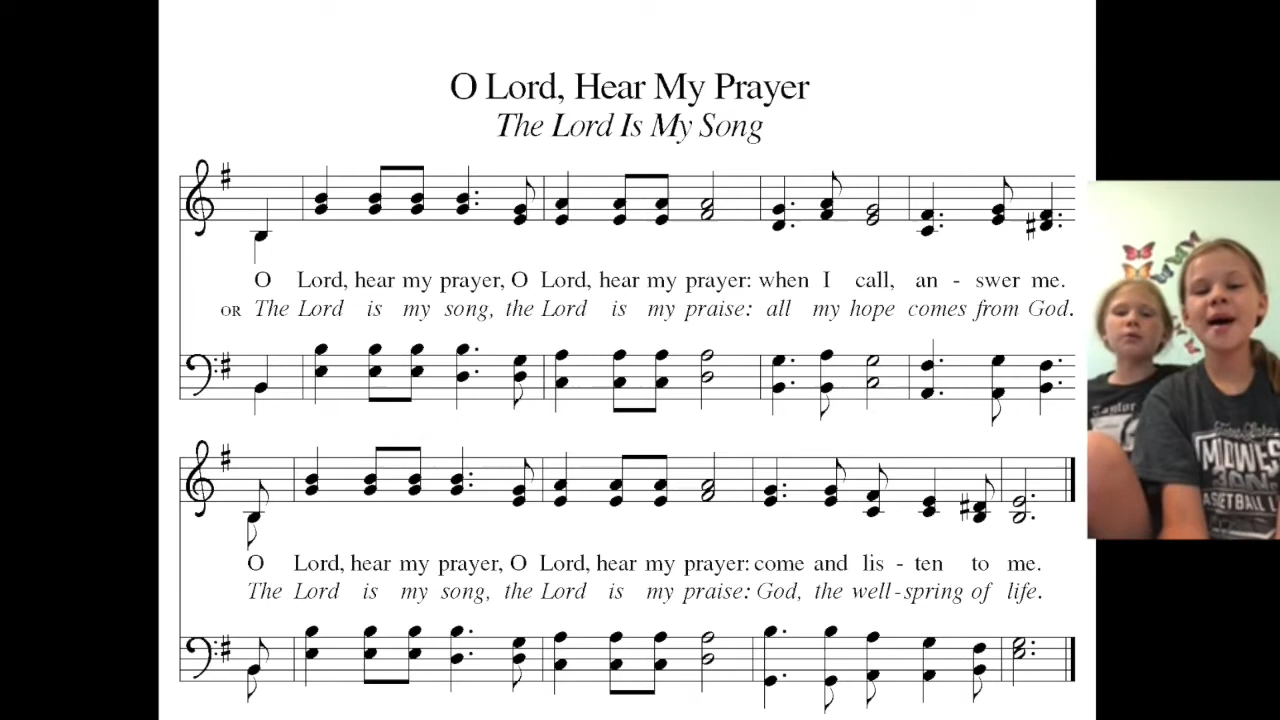 O Lord, Hear My Prayer
The Lord Is My Song
O Lord, hear my prayer, O Lord, hear my prayer: when I call, an - swer me.
OR The Lord is my song, the Lord is my praise: all my hope comes from God.
O Lord, hear my prayer, O Lord, hear my prayer: come and lis - ten to me.
The Lord is my song, the Lord is my praise: God, the well - spring of life.
Taylor
MIDWES